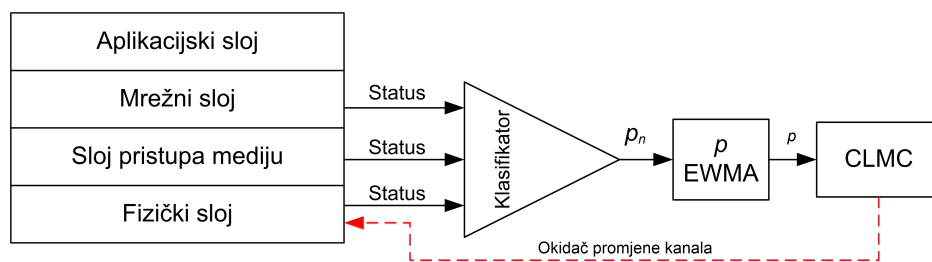 Aplikacijski sloj
Mrežni sloj
Sloj pristupa mediju
Fizički sloj
Status
Status
Status
Klasifikator
pn
p
EWMA
p
CLMC
Okidač promjene kanala